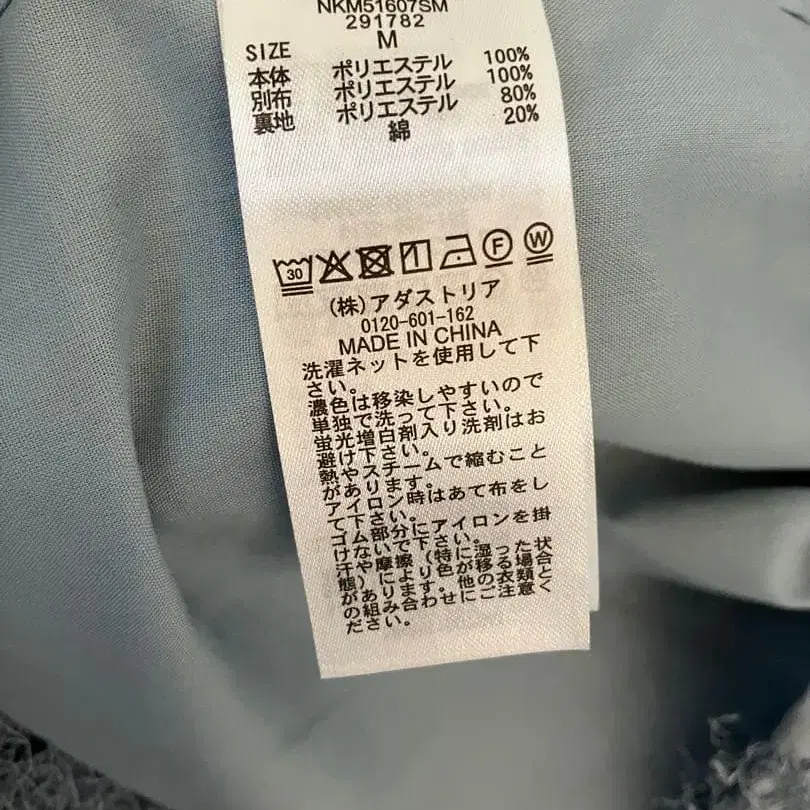 NKM51607SM
291782
SIZE M
本体 ポリエステル 100%
別布 ポリエステル 100%
裏地 ポリエステル 80%
綿 20%
30 F W
(株)アダストリア
0120-601-162
MADE IN CHINA
洗濯ネットを使用して下
さい。
濃色は移染しやすいので
単独で洗って下さい。
蛍光増白剤入り洗剤はお
避け下さい。
熱やスチームで縮むこと
があります。
アイロン時はあて布をし
て下さい。
ゴム部分にアイロンを掛
けないで下さい。
汗や摩擦(特に湿った状
態)により色が移る場合
があります。他の衣類と
の組み合わせにご注意く
ださい。